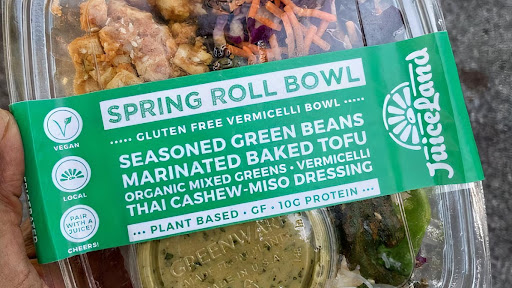 SPRING ROLL BOWL
GLUTEN FREE VERMICELLI BOWL
SEASONED GREEN BEANS
MARINATED BAKED TOFU
ORGANIC MIXED GREENS • VERMICELLI
THAI CASHEW-MISO DRESSING
PLANT BASED • GF • 10G PROTEIN
VEGAN
LOCAL
PAIR
WITH A
JUICE!
CHEERS!
JuiceLand